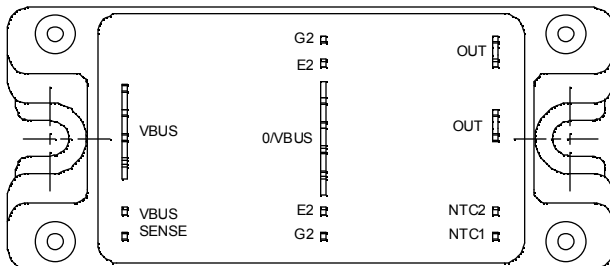 G2
OUT
E2
VBUS
0/VBUS
OUT
VBUS
SENSE
E2
G2
NTC2
NTC1